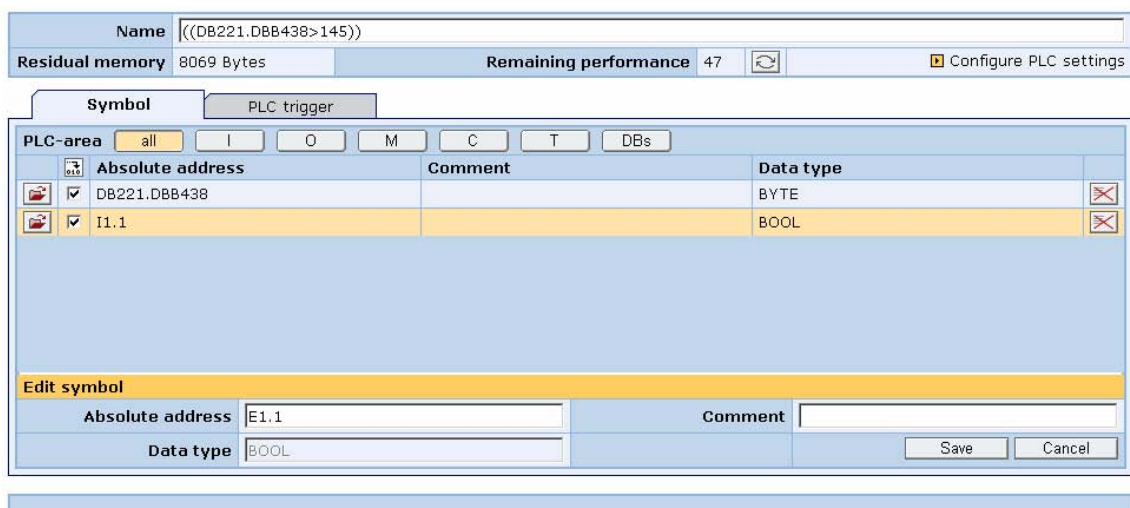 Name ((DB221.DBB438>145))
Residual memory 8069 Bytes Remaining performance 47 Configure PLC settings
Symbol PLC trigger
PLC-area all I O M C T DBs
Absolute address Comment Data type
DB221.DBB438 BYTE
I1.1 BOOL
Edit symbol
Absolute address E1.1 Comment
Data type BOOL Save Cancel